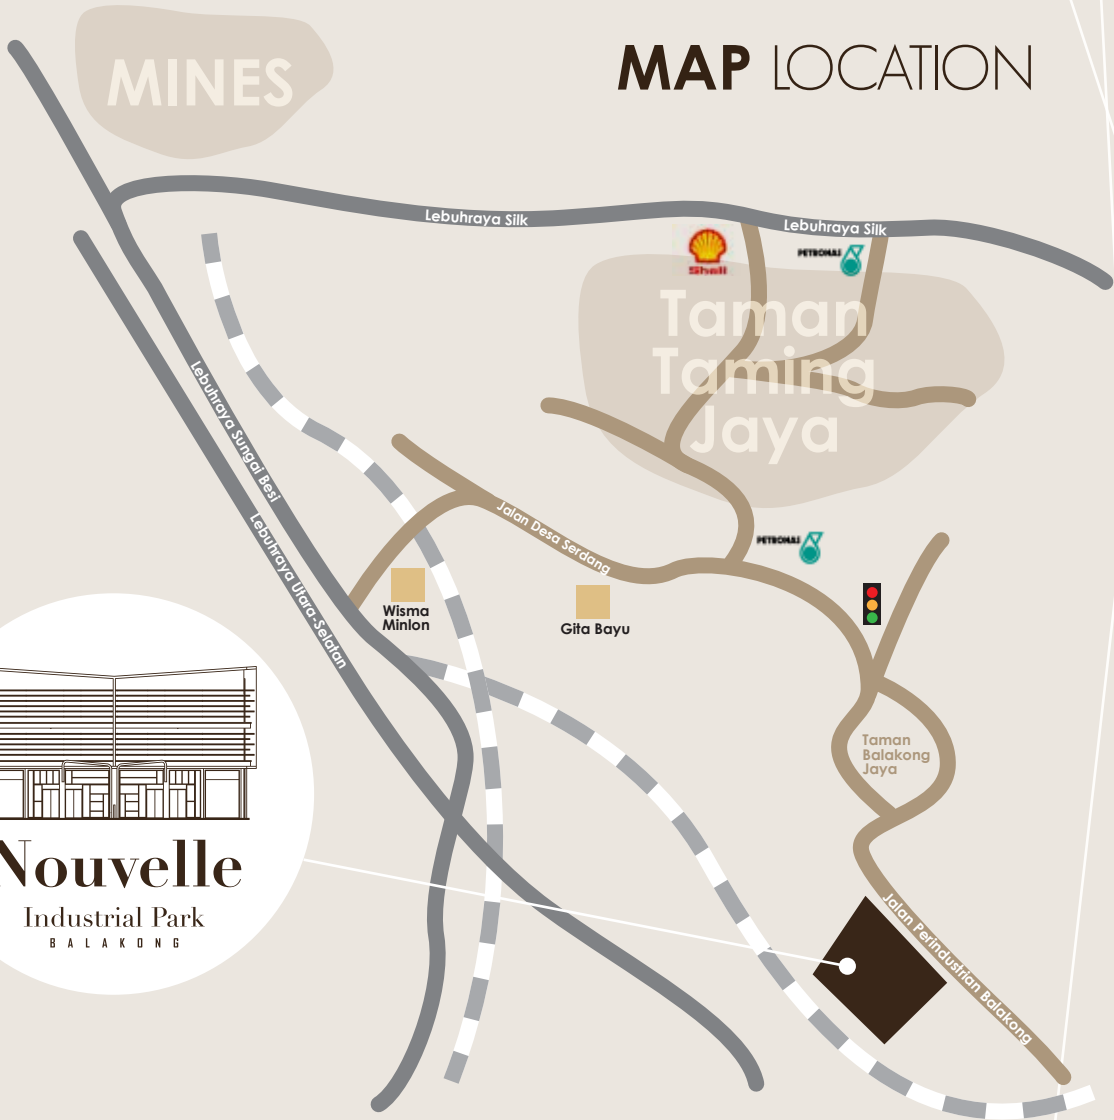 MINES
MAP LOCATION
Lebuhraya Silk
Lebuhraya Silk
Shell
PETRONAS
Taman
Taming
Jaya
Lebuhraya Sungai Besi
Lebuhraya Utara-Selatan
Jalan Desa Serdang
PETRONAS
Wisma
Minlon
Gita Bayu
Taman
Balakong
Jaya
Nouvelle
Industrial Park
BALAKONG
Jalan Perindustrian Balakong